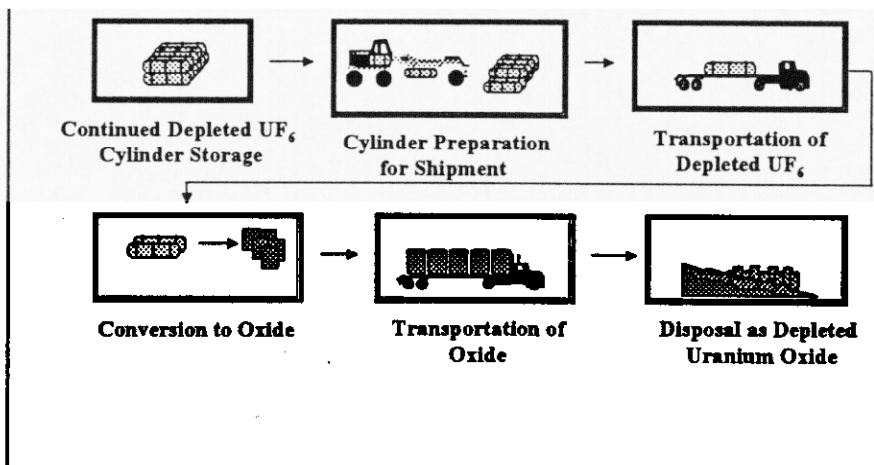 Continued Depleted UF₆
Cylinder Storage
Cylinder Preparation
for Shipment
Transportation of
Depleted UF₆
Conversion to Oxide
Transportation of
Oxide
Disposal as Depleted
Uranium Oxide